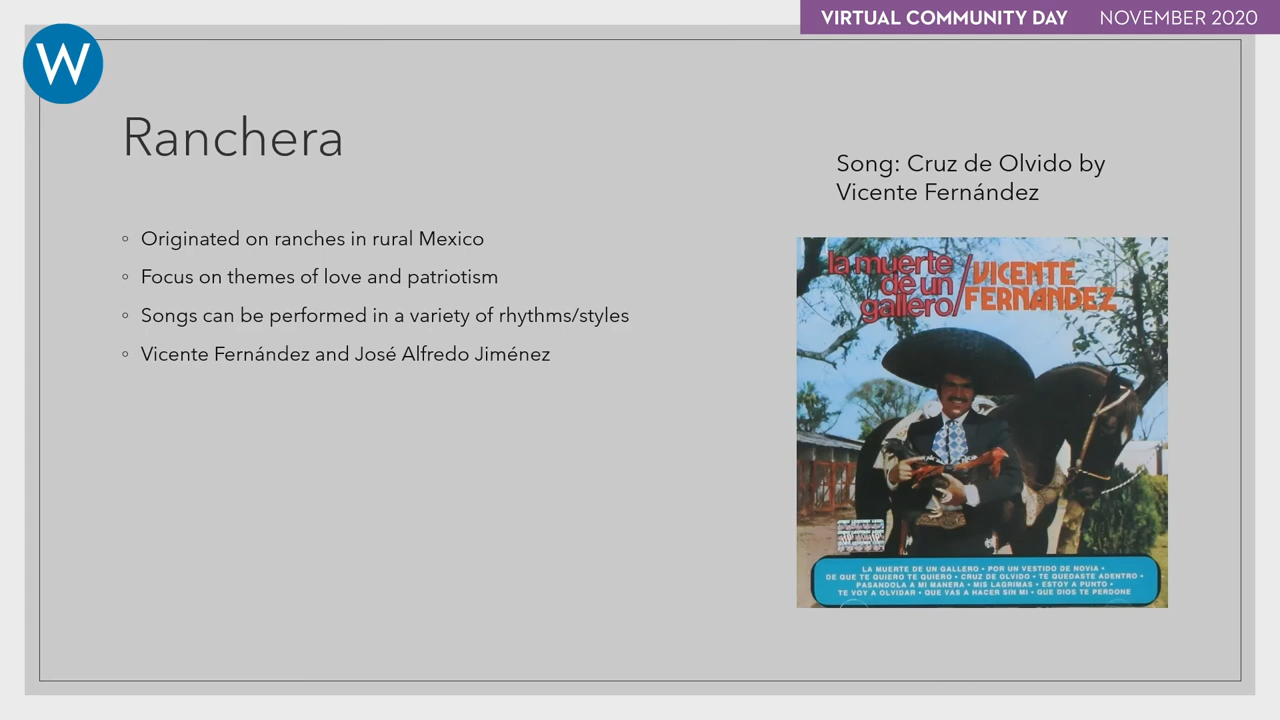 VIRTUAL COMMUNITY DAY NOVEMBER 2020
W
Ranchera
Originated on ranches in rural Mexico
Focus on themes of love and patriotism
Songs can be performed in a variety of rhythms/styles
Vicente Fernández and José Alfredo Jiménez
Song: Cruz de Olvido by
Vicente Fernández
la muerte
de un
gallero/
VICENTE
FERNANDEZ
LA MUERTE DE UN GALLERO • POR UN VESTIDO DE NOVIA •
DE QUE TE QUIERO TE QUIERO • CRUZ DE OLVIDO • TE QUEDASTE ADENTRO •
PASANDOLA A MI MANERA • MIS LAGRIMAS • ESTOY A PUNTO •
TE VOY A OLVIDAR • QUE VAS A HACER SIN MI • QUE DIOS TE PERDONE